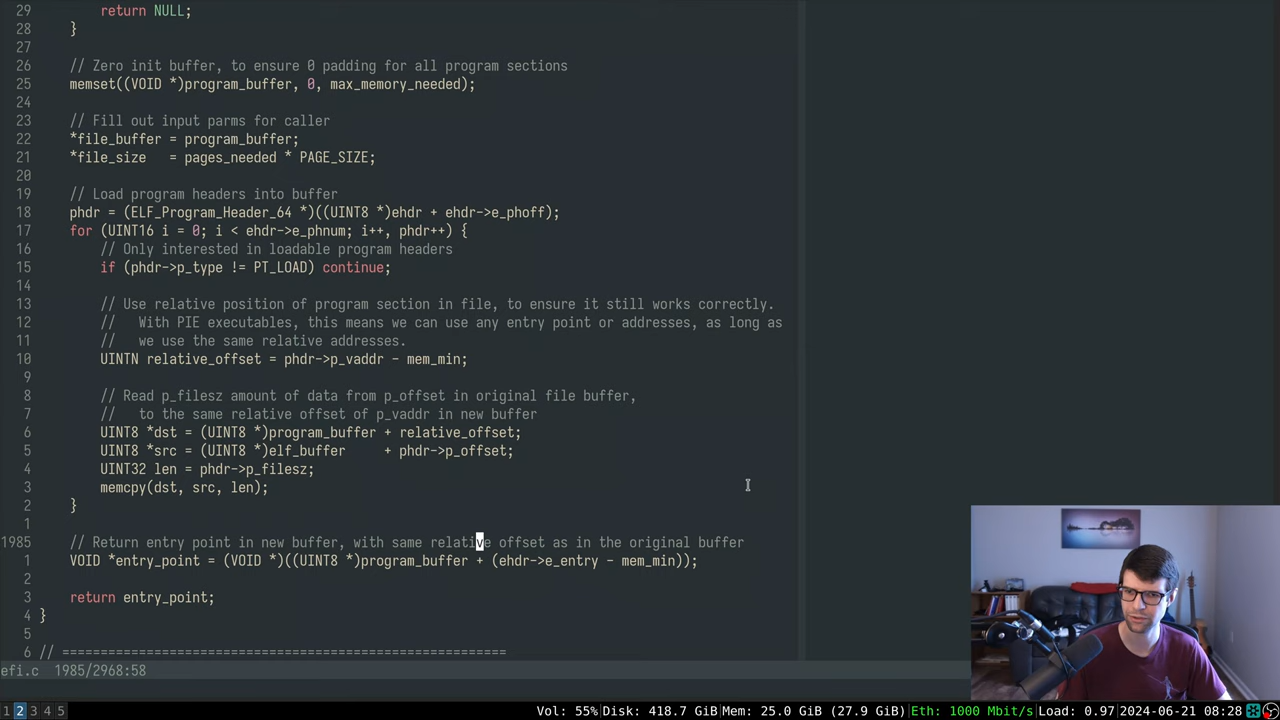 29         return NULL;
28     }
27
26     // Zero init buffer, to ensure 0 padding for all program sections
25     memset((VOID *)program_buffer, 0, max_memory_needed);
24
23     // Fill out input parms for caller
22     *file_buffer = program_buffer;
21     *file_size   = pages_needed * PAGE_SIZE;
20
19     // Load program headers into buffer
18     phdr = (ELF_Program_Header_64 *)((UINT8 *)ehdr + ehdr->e_phoff);
17     for (UINT16 i = 0; i < ehdr->e_phnum; i++, phdr++) {
16         // Only interested in loadable program headers
15         if (phdr->p_type != PT_LOAD) continue;
14
13         // Use relative position of program section in file, to ensure it still works correctly.
12         //   With PIE executables, this means we can use any entry point or addresses, as long as
11         //   we use the same relative addresses.
10         UINTN relative_offset = phdr->p_vaddr - mem_min;
9
8         // Read p_filesz amount of data from p_offset in original file buffer,
7         //   to the same relative offset of p_vaddr in new buffer
6         UINT8 *dst = (UINT8 *)program_buffer + relative_offset;
5         UINT8 *src = (UINT8 *)elf_buffer     + phdr->p_offset;
4         UINT32 len = phdr->p_filesz;
3         memcpy(dst, src, len);
2     }
1
1985     // Return entry point in new buffer, with same relative offset as in the original buffer
1     VOID *entry_point = (VOID *)((UINT8 *)program_buffer + (ehdr->e_entry - mem_min));
2
3     return entry_point;
4 }
5
6 // ==========================================================
efi.c  1985/2968:58
1 2 3 4 5 Vol: 55% Disk: 418.7 GiB Mem: 25.0 GiB (27.9 GiB) Eth: 1000 Mbit/s Load: 0.97 2024-06-21 08:28